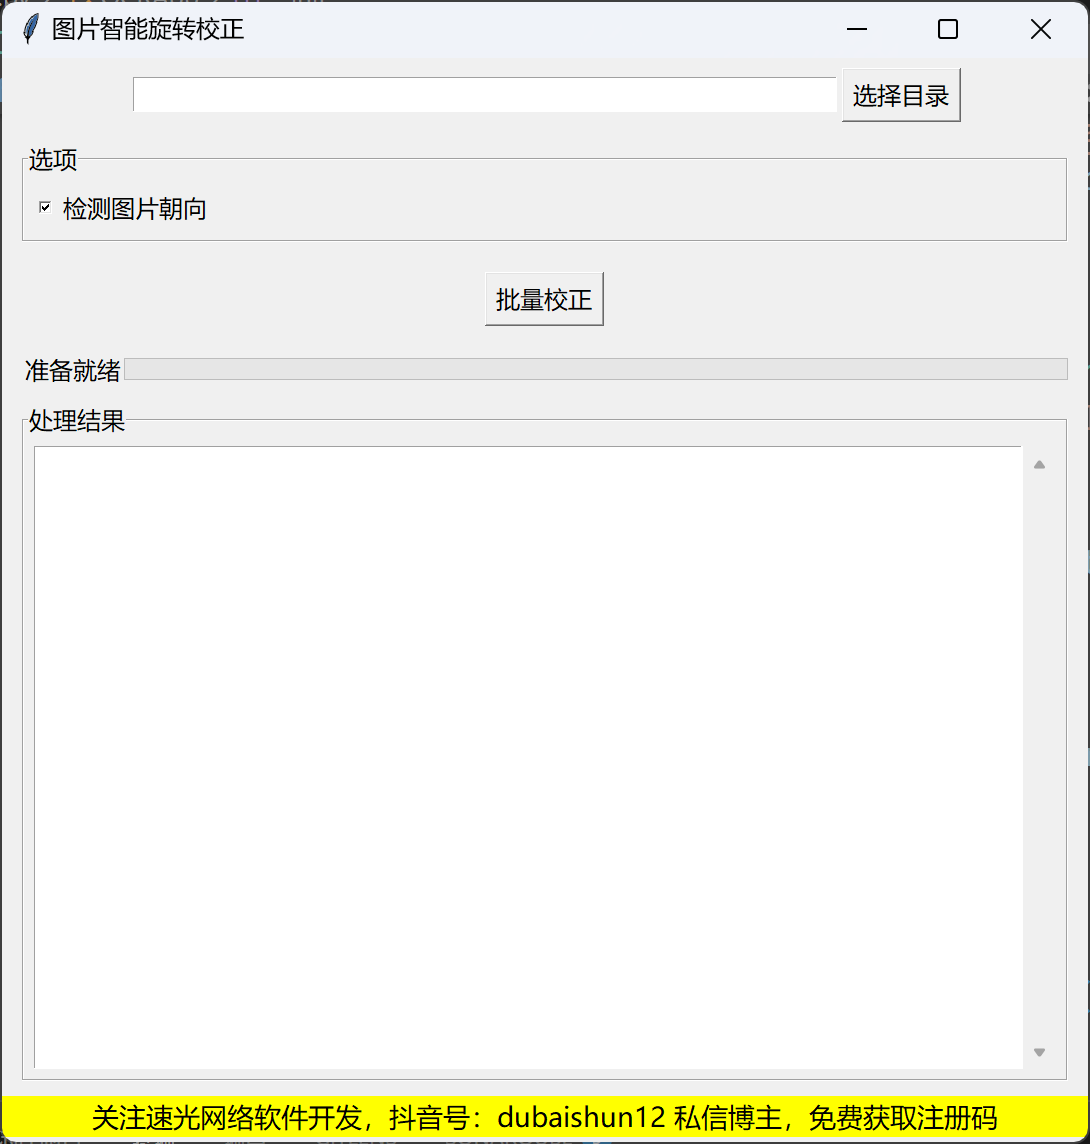 图片智能旋转校正
选择目录
选项
检测图片朝向
批量校正
准备就绪
处理结果
关注速光网络软件开发，抖音号：dubaishun12 私信博主，免费获取注册码